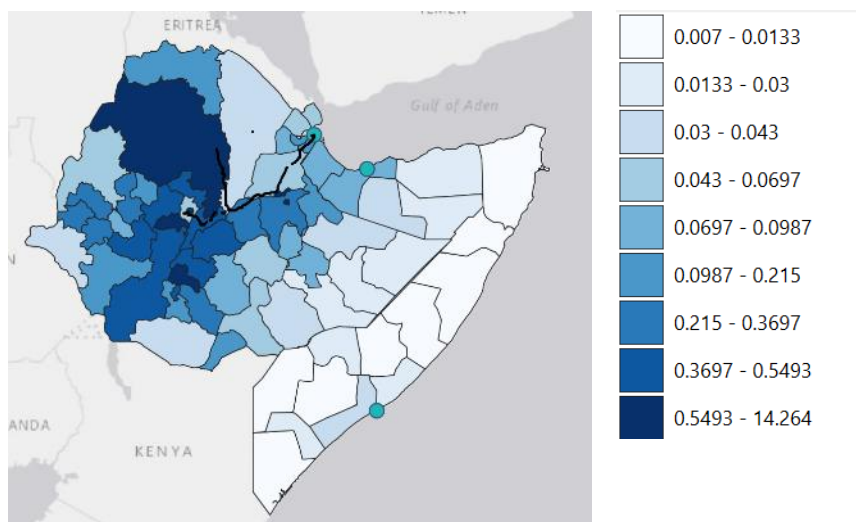 ERITREA
Gulf of Aden
ANDA
KENYA
0.007 - 0.0133
0.0133 - 0.03
0.03 - 0.043
0.043 - 0.0697
0.0697 - 0.0987
0.0987 - 0.215
0.215 - 0.3697
0.3697 - 0.5493
0.5493 - 14.264